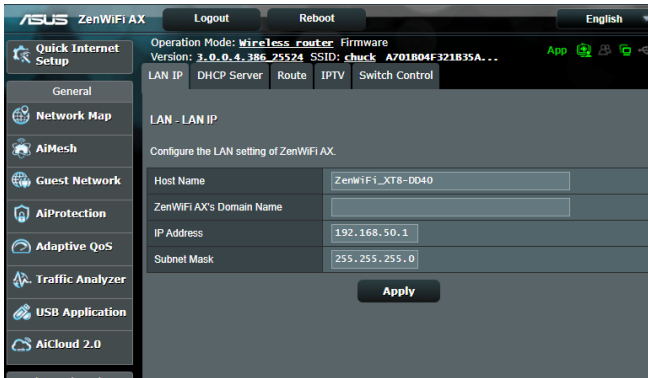 ASUS ZenWiFi AX Logout Reboot English
Quick Internet Setup
Operation Mode: Wireless router Firmware
Version: 3.0.0.4.386_25524 SSID: chuck A701B04F321B35A...
App
LAN IP DHCP Server Route IPTV Switch Control
General
Network Map
AiMesh
Guest Network
AiProtection
Adaptive QoS
Traffic Analyzer
USB Application
AiCloud 2.0
LAN - LAN IP
Configure the LAN setting of ZenWiFi AX.
Host Name ZenWiFi_XT8-DD40
ZenWiFi AX's Domain Name
IP Address 192.168.50.1
Subnet Mask 255.255.255.0
Apply